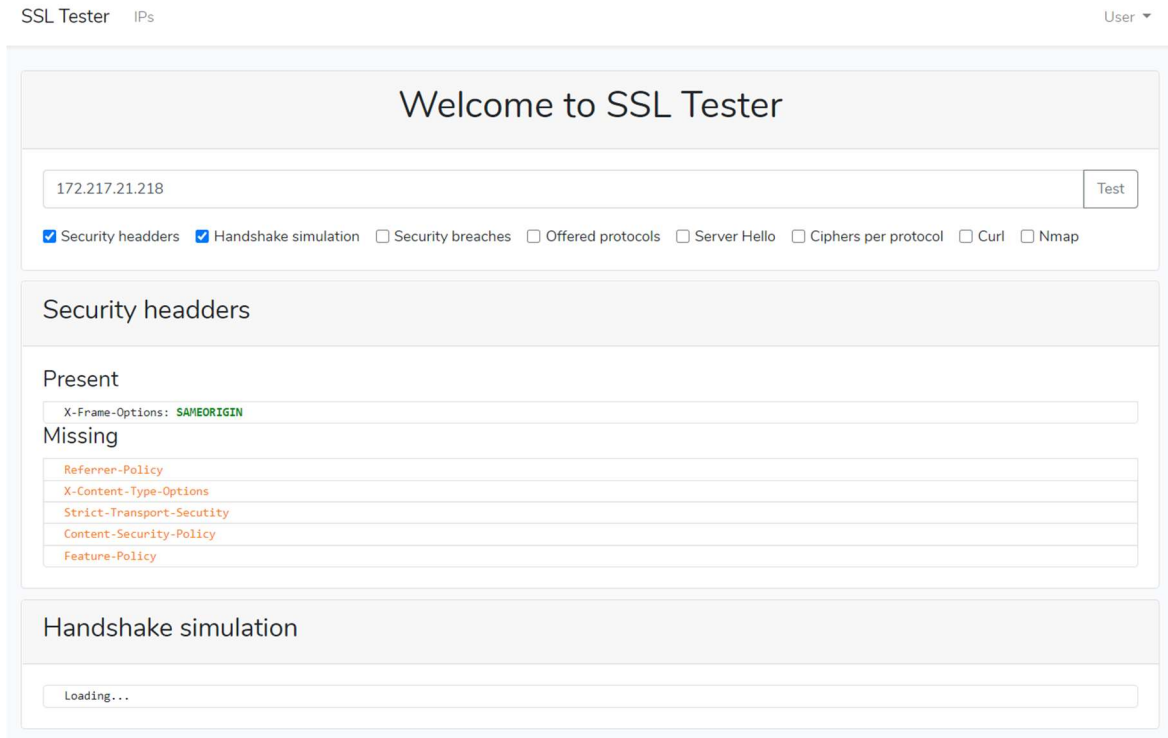 SSL Tester IPs User
Welcome to SSL Tester
172.217.21.218 Test
Security headders Handshake simulation Security breaches Offered protocols Server Hello Ciphers per protocol Curl Nmap
Security headders
Present
X-Frame-Options: SAMEORIGIN
Missing
Referrer-Policy
X-Content-Type-Options
Strict-Transport-Secutity
Content-Security-Policy
Feature-Policy
Handshake simulation
Loading...